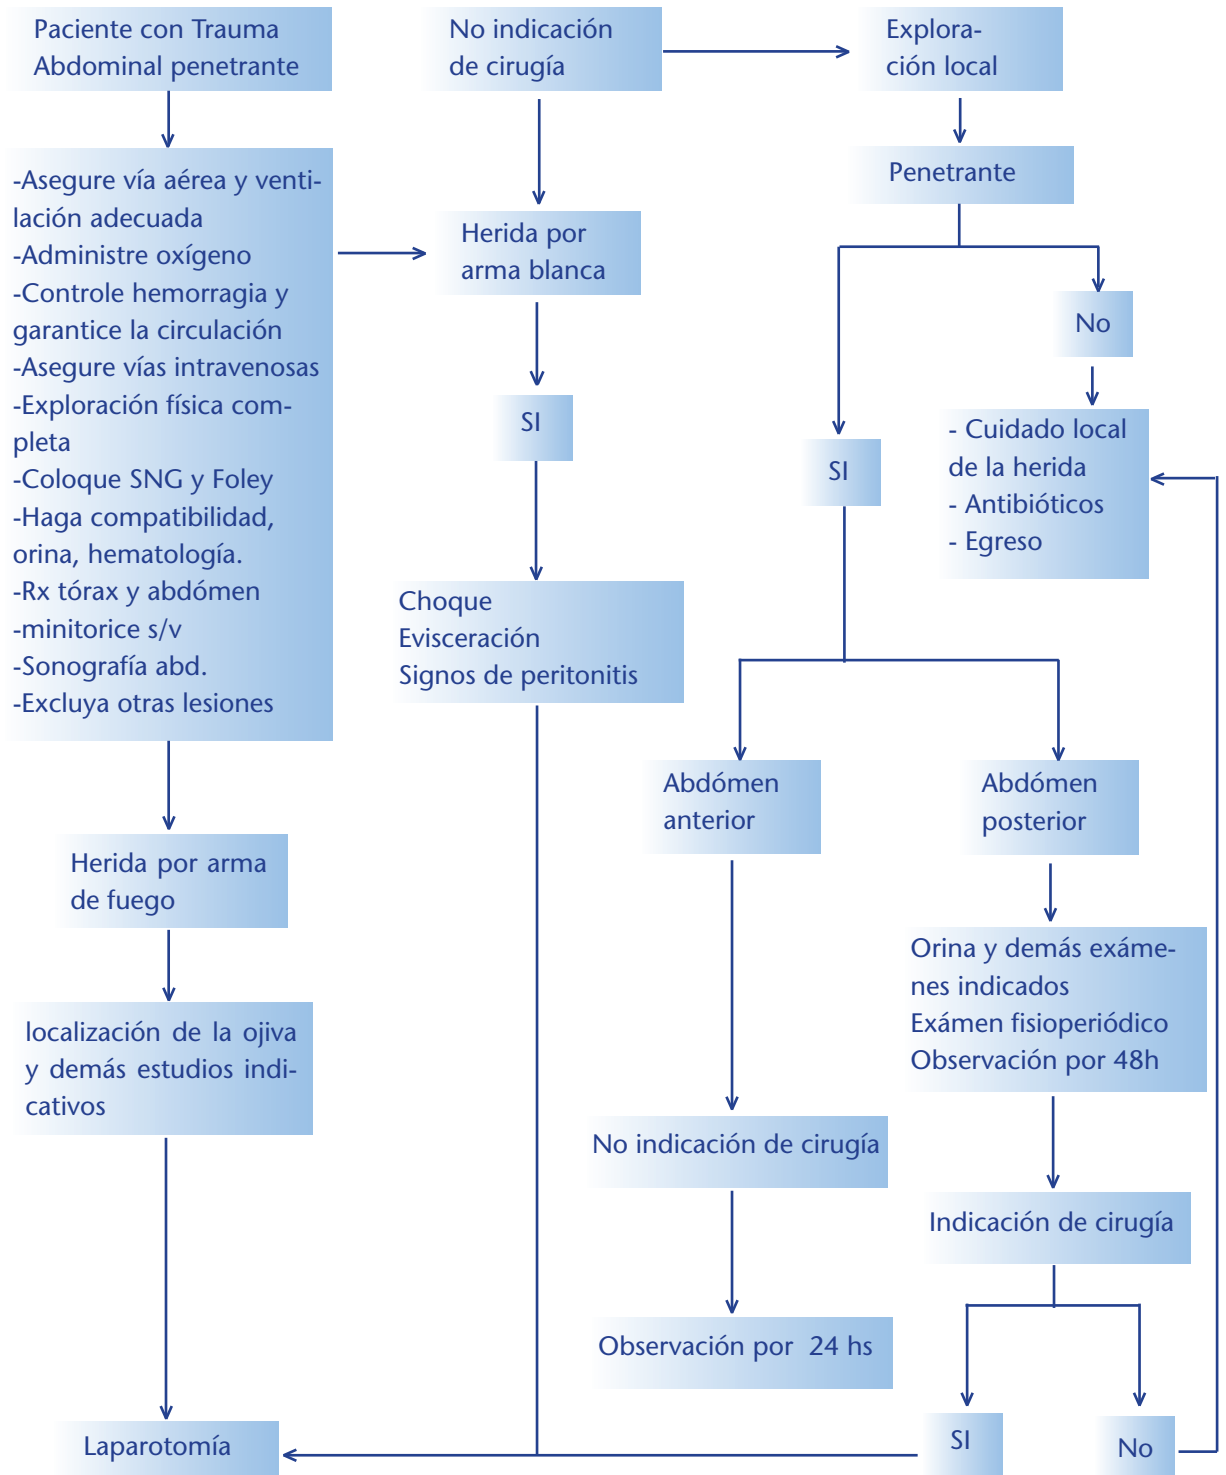 Paciente con Trauma
Abdominal penetrante
-Asegure vía aérea y venti-
lación adecuada
-Administre oxígeno
-Controle hemorragia y
garantice la circulación
-Asegure vías intravenosas
-Exploración física com-
pleta
-Coloque SNG y Foley
-Haga compatibilidad,
orina, hematología.
-Rx tórax y abdómen
-minitorice s/v
-Sonografía abd.
-Excluya otras lesiones
Herida por arma
de fuego
localización de la ojiva
y demás estudios indi-
cativos
Laparotomía
No indicación
de cirugía
Herida por
arma blanca
SI
Choque
Evisceración
Signos de peritonitis
Explora-
ción local
Penetrante
No
- Cuidado local
de la herida
- Antibióticos
- Egreso
SI
Abdómen
anterior
No indicación de cirugía
Observación por 24 hs
Abdómen
posterior
Orina y demás exáme-
nes indicados
Exámen fisioperiódico
Observación por 48h
Indicación de cirugía
SI
No